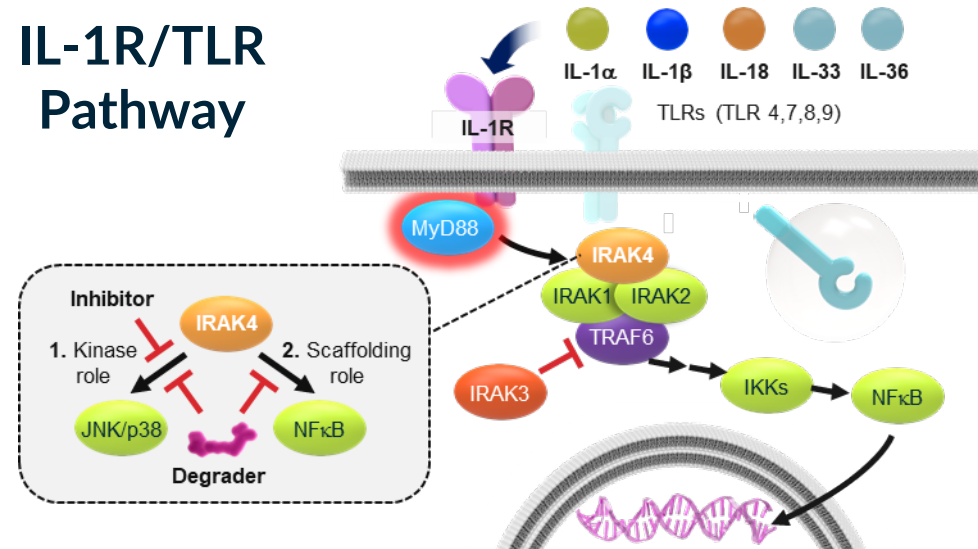 IL-1R/TLR
Pathway
IL-1α IL-1β IL-18 IL-33 IL-36
TLRs (TLR 4,7,8,9)
IL-1R
MyD88
IRAK4
IRAK1 IRAK2
TRAF6
IRAK3
IKKs
NFκB
Inhibitor
IRAK4
1. Kinase
role
2. Scaffolding
role
JNK/p38
NFκB
Degrader